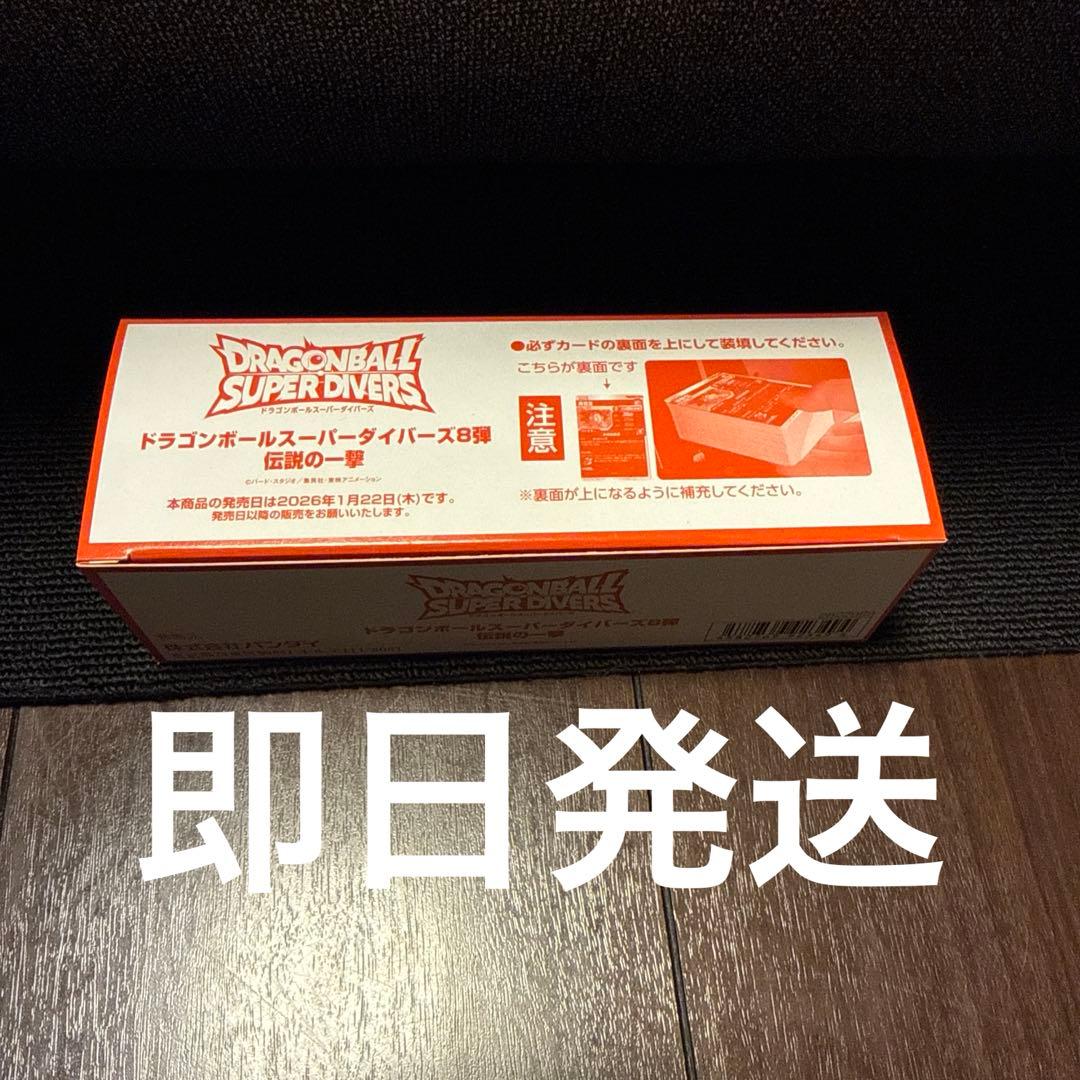 DRAGONBALL
SUPER DIVERS
ドラゴンボールスーパーダイバーズ
ドラゴンボールスーパーダイバーズ8弾
伝説の一撃
©バード・スタジオ／集英社・東映アニメーション
本商品の発売日は2026年1月22日(木)です。
発売日以降の販売をお願いいたします。
●必ずカードの裏面を上にして装填してください。
こちらが裏面です
注意
※裏面が上になるように補充してください。
DRAGONBALL
SUPER DIVERS
ドラゴンボールスーパーダイバーズ8弾
伝説の一撃
株式会社バンダイ
即日発送